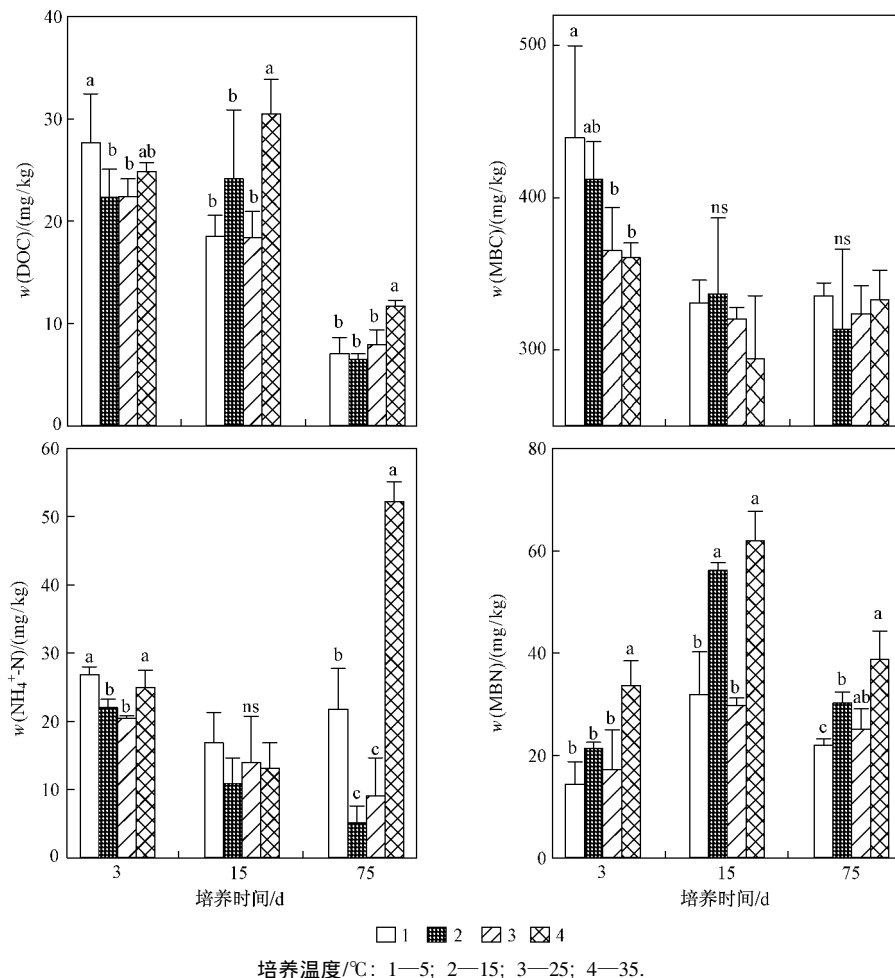 40
30
20
10
0
w(DOC)/(mg/kg)
a
b
b
ab
b
b
b
a
b
b
b
a
500
400
300
w(MBC)/(mg/kg)
a
ab
b
b
ns
ns
60
50
40
30
20
10
0
w(NH₄⁺-N)/(mg/kg)
a
b
b
a
ns
b
c
c
a
3
15
75
培养时间/d
80
60
40
20
0
w(MBN)/(mg/kg)
b
b
b
a
b
a
b
a
c
b
ab
a
3
15
75
培养时间/d
1 2 3 4
培养温度/℃: 1—5; 2—15; 3—25; 4—35.